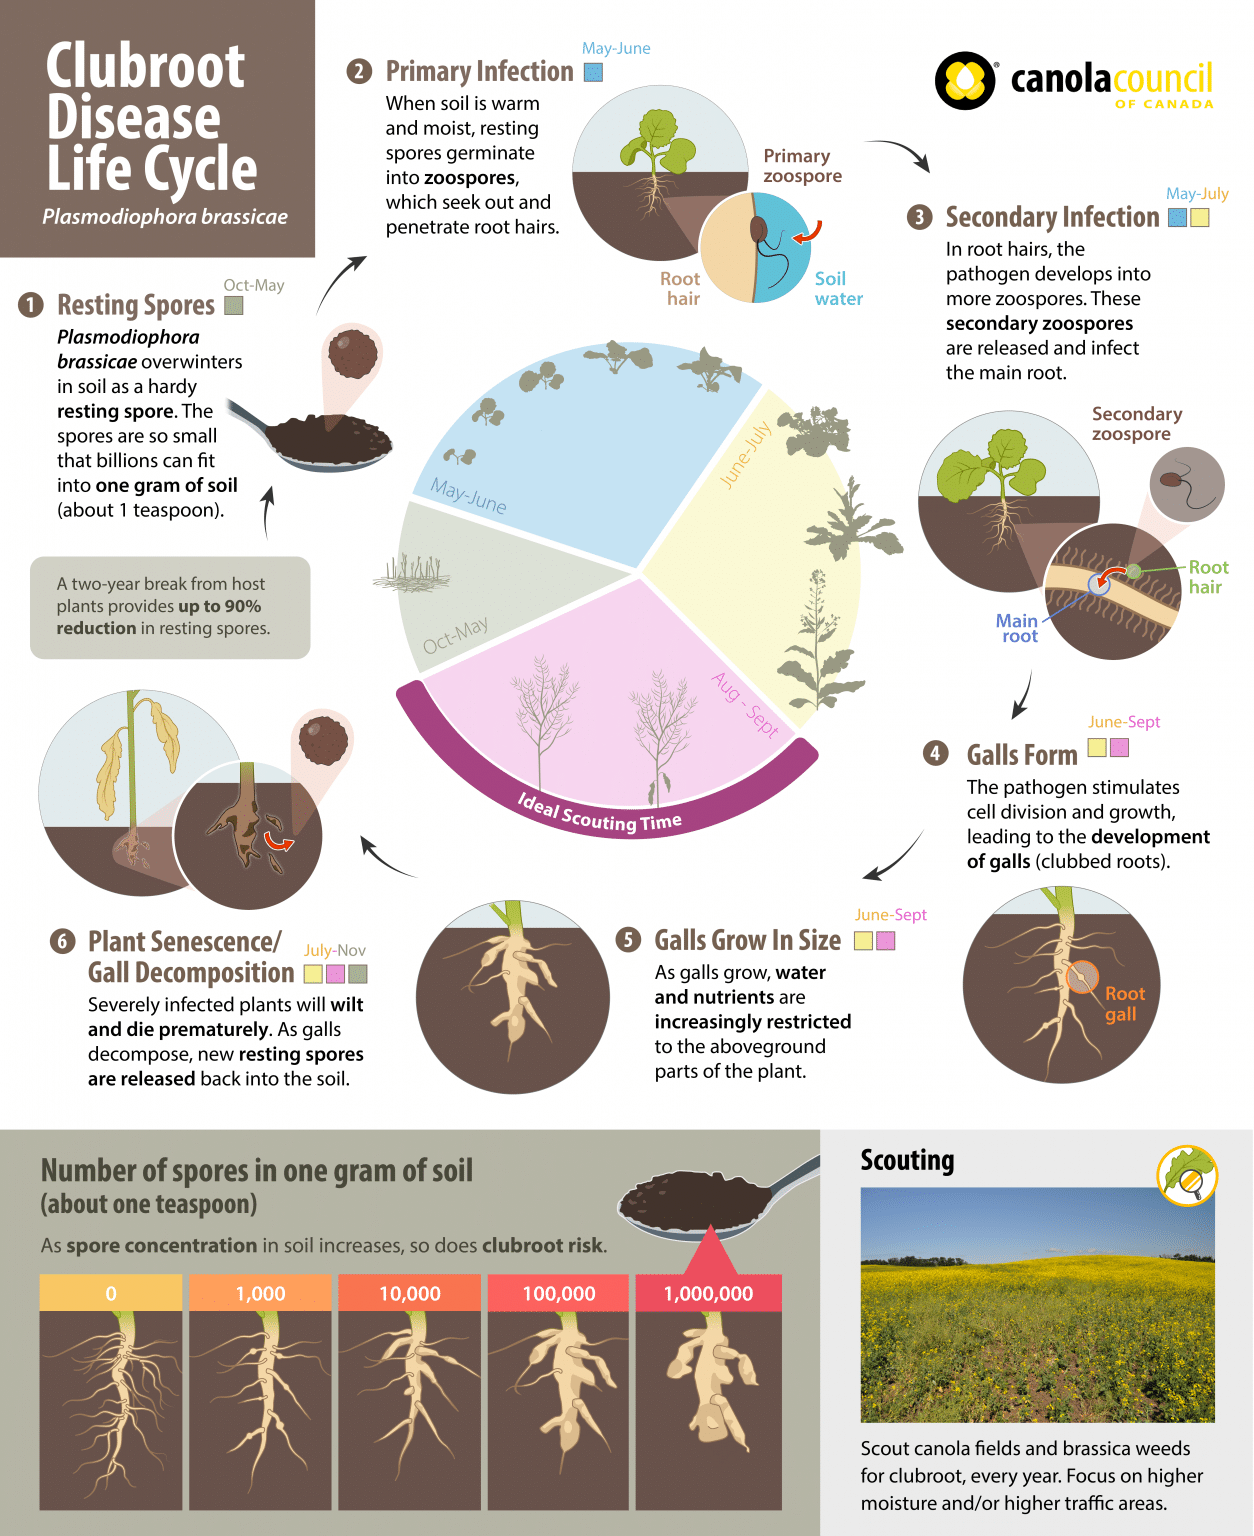 Clubroot
Disease
Life Cycle
Plasmodiophora brassicae
canolacouncil
OF CANADA
®
1 Resting Spores
Oct-May
Plasmodiophora
brassicae overwinters
in soil as a hardy
resting spore. The
spores are so small
that billions can fit
into one gram of soil
(about 1 teaspoon).
A two-year break from host
plants provides up to 90%
reduction in resting spores.
2 Primary Infection
May-June
When soil is warm
and moist, resting
spores germinate
into zoospores,
which seek out and
penetrate root hairs.
Primary
zoospore
Root
hair
Soil
water
3 Secondary Infection
May-July
In root hairs, the
pathogen develops into
more zoospores. These
secondary zoospores
are released and infect
the main root.
Secondary
zoospore
Root
hair
Main
root
May-June
June-July
Aug - Sept
Oct-May
Ideal Scouting Time
4 Galls Form
June-Sept
The pathogen stimulates
cell division and growth,
leading to the development
of galls (clubbed roots).
Root
gall
5 Galls Grow In Size
June-Sept
As galls grow, water
and nutrients are
increasingly restricted
to the aboveground
parts of the plant.
6 Plant Senescence/
Gall Decomposition
July-Nov
Severely infected plants will wilt
and die prematurely. As galls
decompose, new resting spores
are released back into the soil.
Number of spores in one gram of soil
(about one teaspoon)
As spore concentration in soil increases, so does clubroot risk.
0
1,000
10,000
100,000
1,000,000
Scouting
Scout canola fields and brassica weeds
for clubroot, every year. Focus on higher
moisture and/or higher traffic areas.